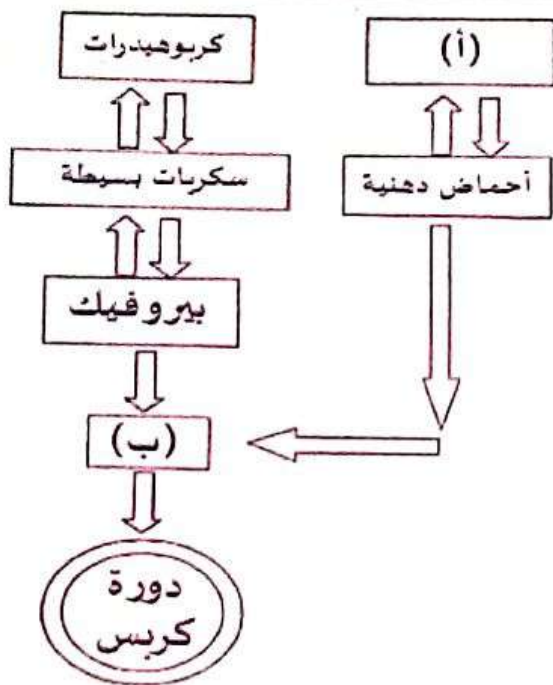 كربوهيدرات
(أ)
سكريات بسيطة
أحماض دهنية
بيروفيك
(ب)
دورة
كربس